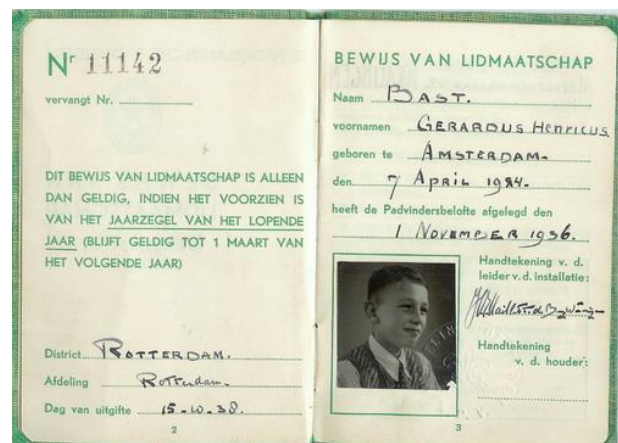 Nr 11142
vervangt Nr.
DIT BEWIJS VAN LIDMAATSCHAP IS ALLEEN
DAN GELDIG, INDIEN HET VOORZIEN IS
VAN HET JAARZEGEL VAN HET LOPENDE
JAAR (BLIJFT GELDIG TOT 1 MAART VAN
HET VOLGENDE JAAR)
District ROTTERDAM.
Afdeling Rotterdam.
Dag van uitgifte 15-10-38.
2
BEWIJS VAN LIDMAATSCHAP
Naam BAST.
voornamen GERARDUS HENRICUS
geboren te AMSTERDAM.
den 7 APRIL 1924.
heeft de Padvindersbelofte afgelegd den
1 NOVEMBER 1936.
Handtekening v. d.
leider v. d. installatie:
Handtekening
v. d. houder:
3